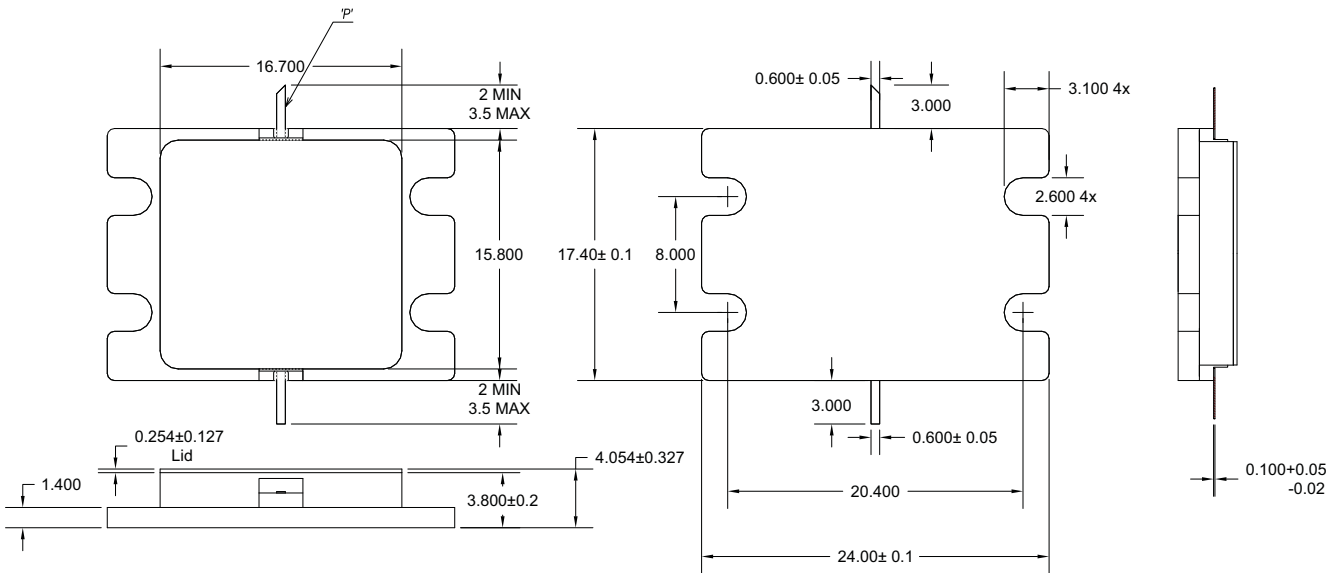 'P'
16.700
2 MIN
3.5 MAX
15.800
2 MIN
3.5 MAX
0.254±0.127
Lid
1.400
4.054±0.327
3.800±0.2
0.600± 0.05
3.000
3.100 4x
2.600 4x
17.40± 0.1
8.000
3.000
0.600± 0.05
20.400
24.00± 0.1
0.100+0.05
-0.02